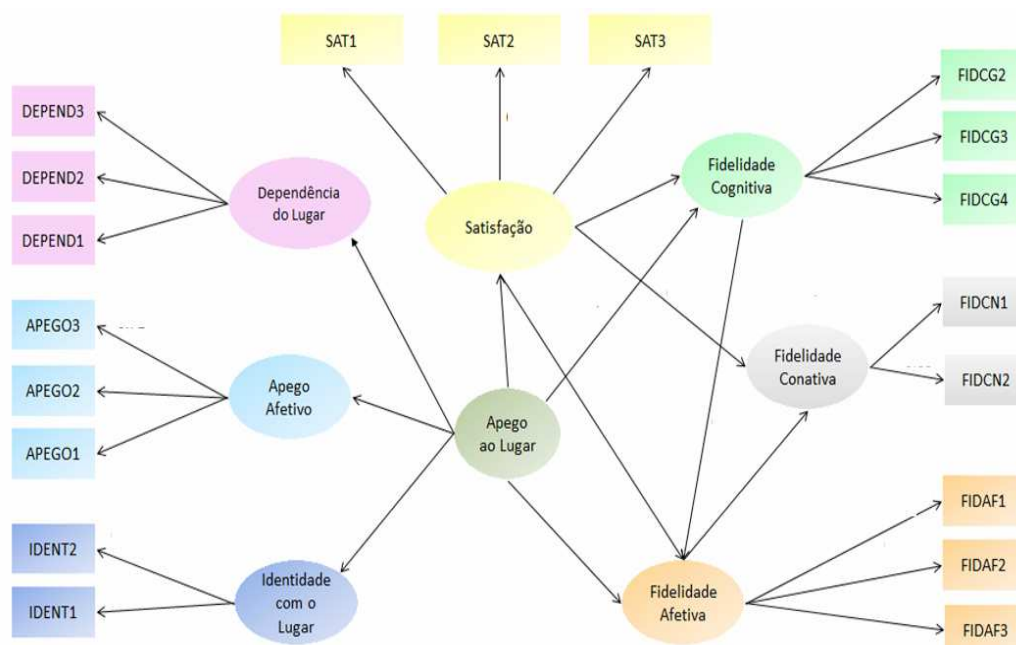 SAT1
SAT2
SAT3
DEPEND3
DEPEND2
DEPEND1
Dependência
do Lugar
Satisfação
Fidelidade
Cognitiva
FIDCG2
FIDCG3
FIDCG4
APEGO3
APEGO2
APEGO1
Apego
Afetivo
Apego
ao Lugar
Fidelidade
Conativa
FIDCN1
FIDCN2
IDENT2
IDENT1
Identidade
com o
Lugar
Fidelidade
Afetiva
FIDAF1
FIDAF2
FIDAF3